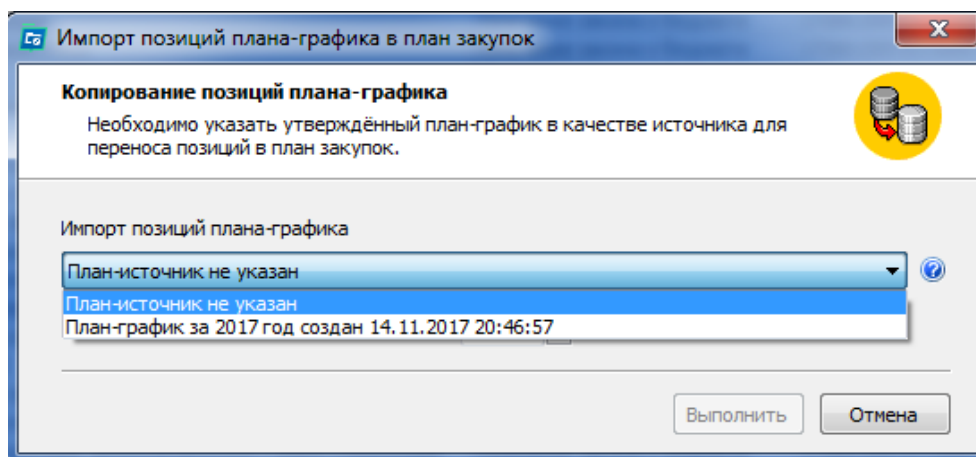 Импорт позиций плана-графика в план закупок
Копирование позиций плана-графика
Необходимо указать утверждённый план-график в качестве источника для
переноса позиций в план закупок.
Импорт позиций плана-графика
План-источник не указан
План-источник не указан
План-график за 2017 год создан 14.11.2017 20:46:57
Выполнить
Отмена